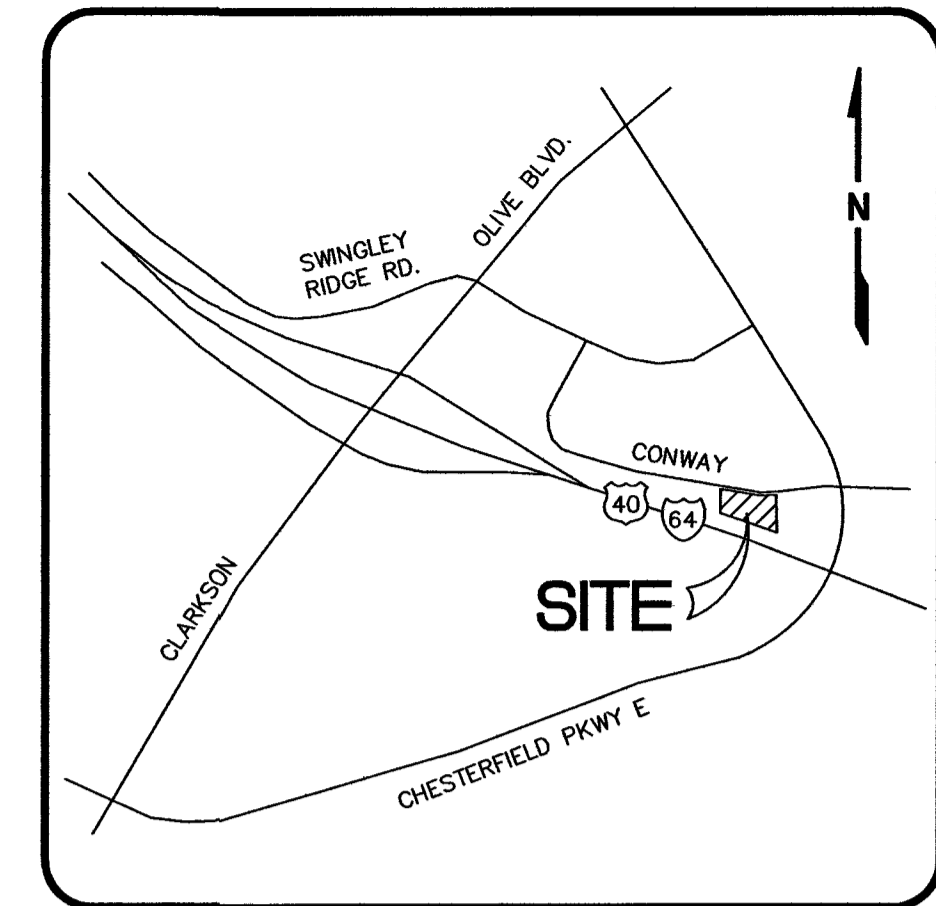 OLIVE BLVD.
N
SWINGLEY
RIDGE RD.
CONWAY
40
64
SITE
CLARKSON
CHESTERFIELD PKWY E